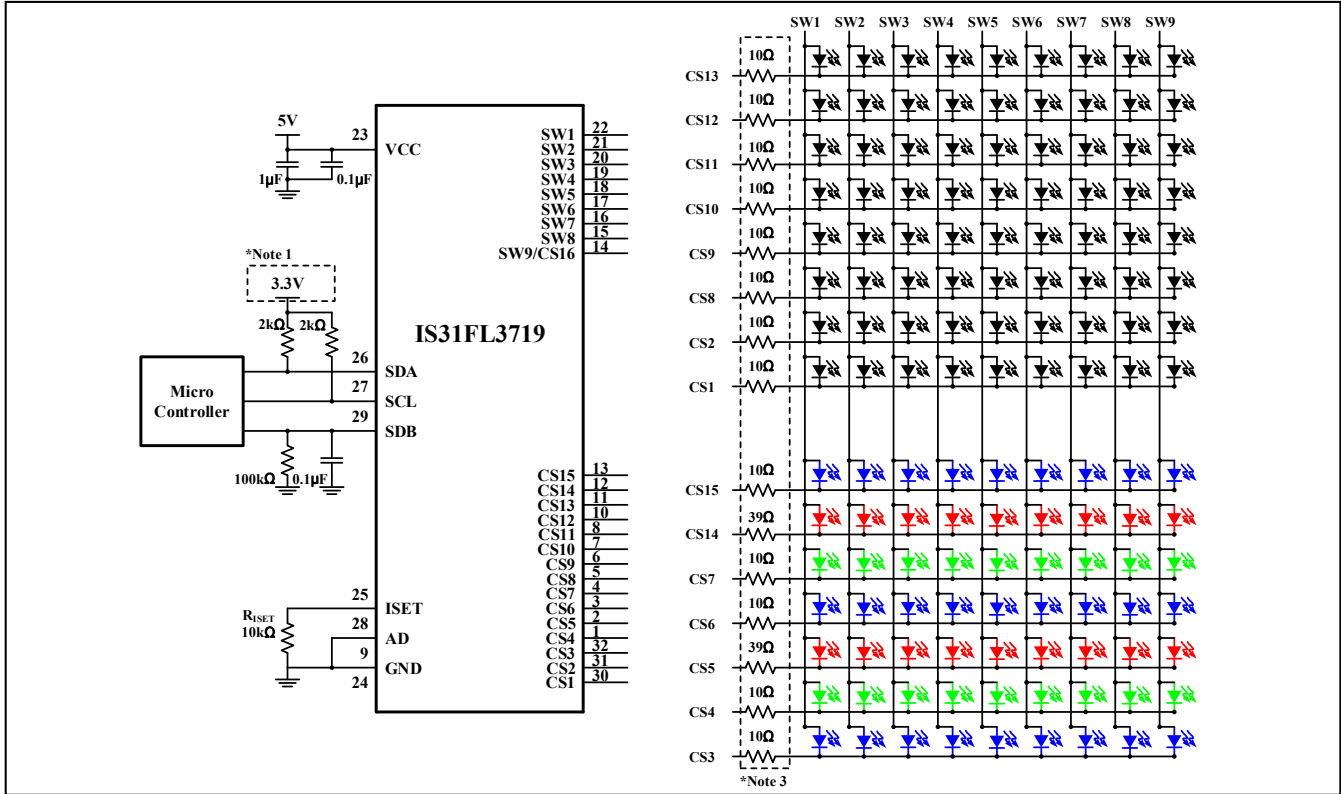 5V
23
VCC
1μF
0.1μF
*Note 1
3.3V
2kΩ
2kΩ
Micro
Controller
26
SDA
27
SCL
29
SDB
100kΩ
0.1μF
RISET
10kΩ
25
ISET
28
AD
9
GND
24
IS31FL3719
SW1 22
SW2 21
SW3 20
SW4 19
SW5 18
SW6 17
SW7 16
SW8 15
SW9/CS16 14
CS15 13
CS14 12
CS13 11
CS12 10
CS11 8
CS10 7
CS9 6
CS8 5
CS7 4
CS6 3
CS5 2
CS4 1
CS3 32
CS2 31
CS1 30
SW1 SW2 SW3 SW4 SW5 SW6 SW7 SW8 SW9
10Ω
CS13
10Ω
CS12
10Ω
CS11
10Ω
CS10
10Ω
CS9
10Ω
CS8
10Ω
CS2
10Ω
CS1
10Ω
CS15
39Ω
CS14
10Ω
CS7
10Ω
CS6
39Ω
CS5
10Ω
CS4
10Ω
CS3
*Note 3